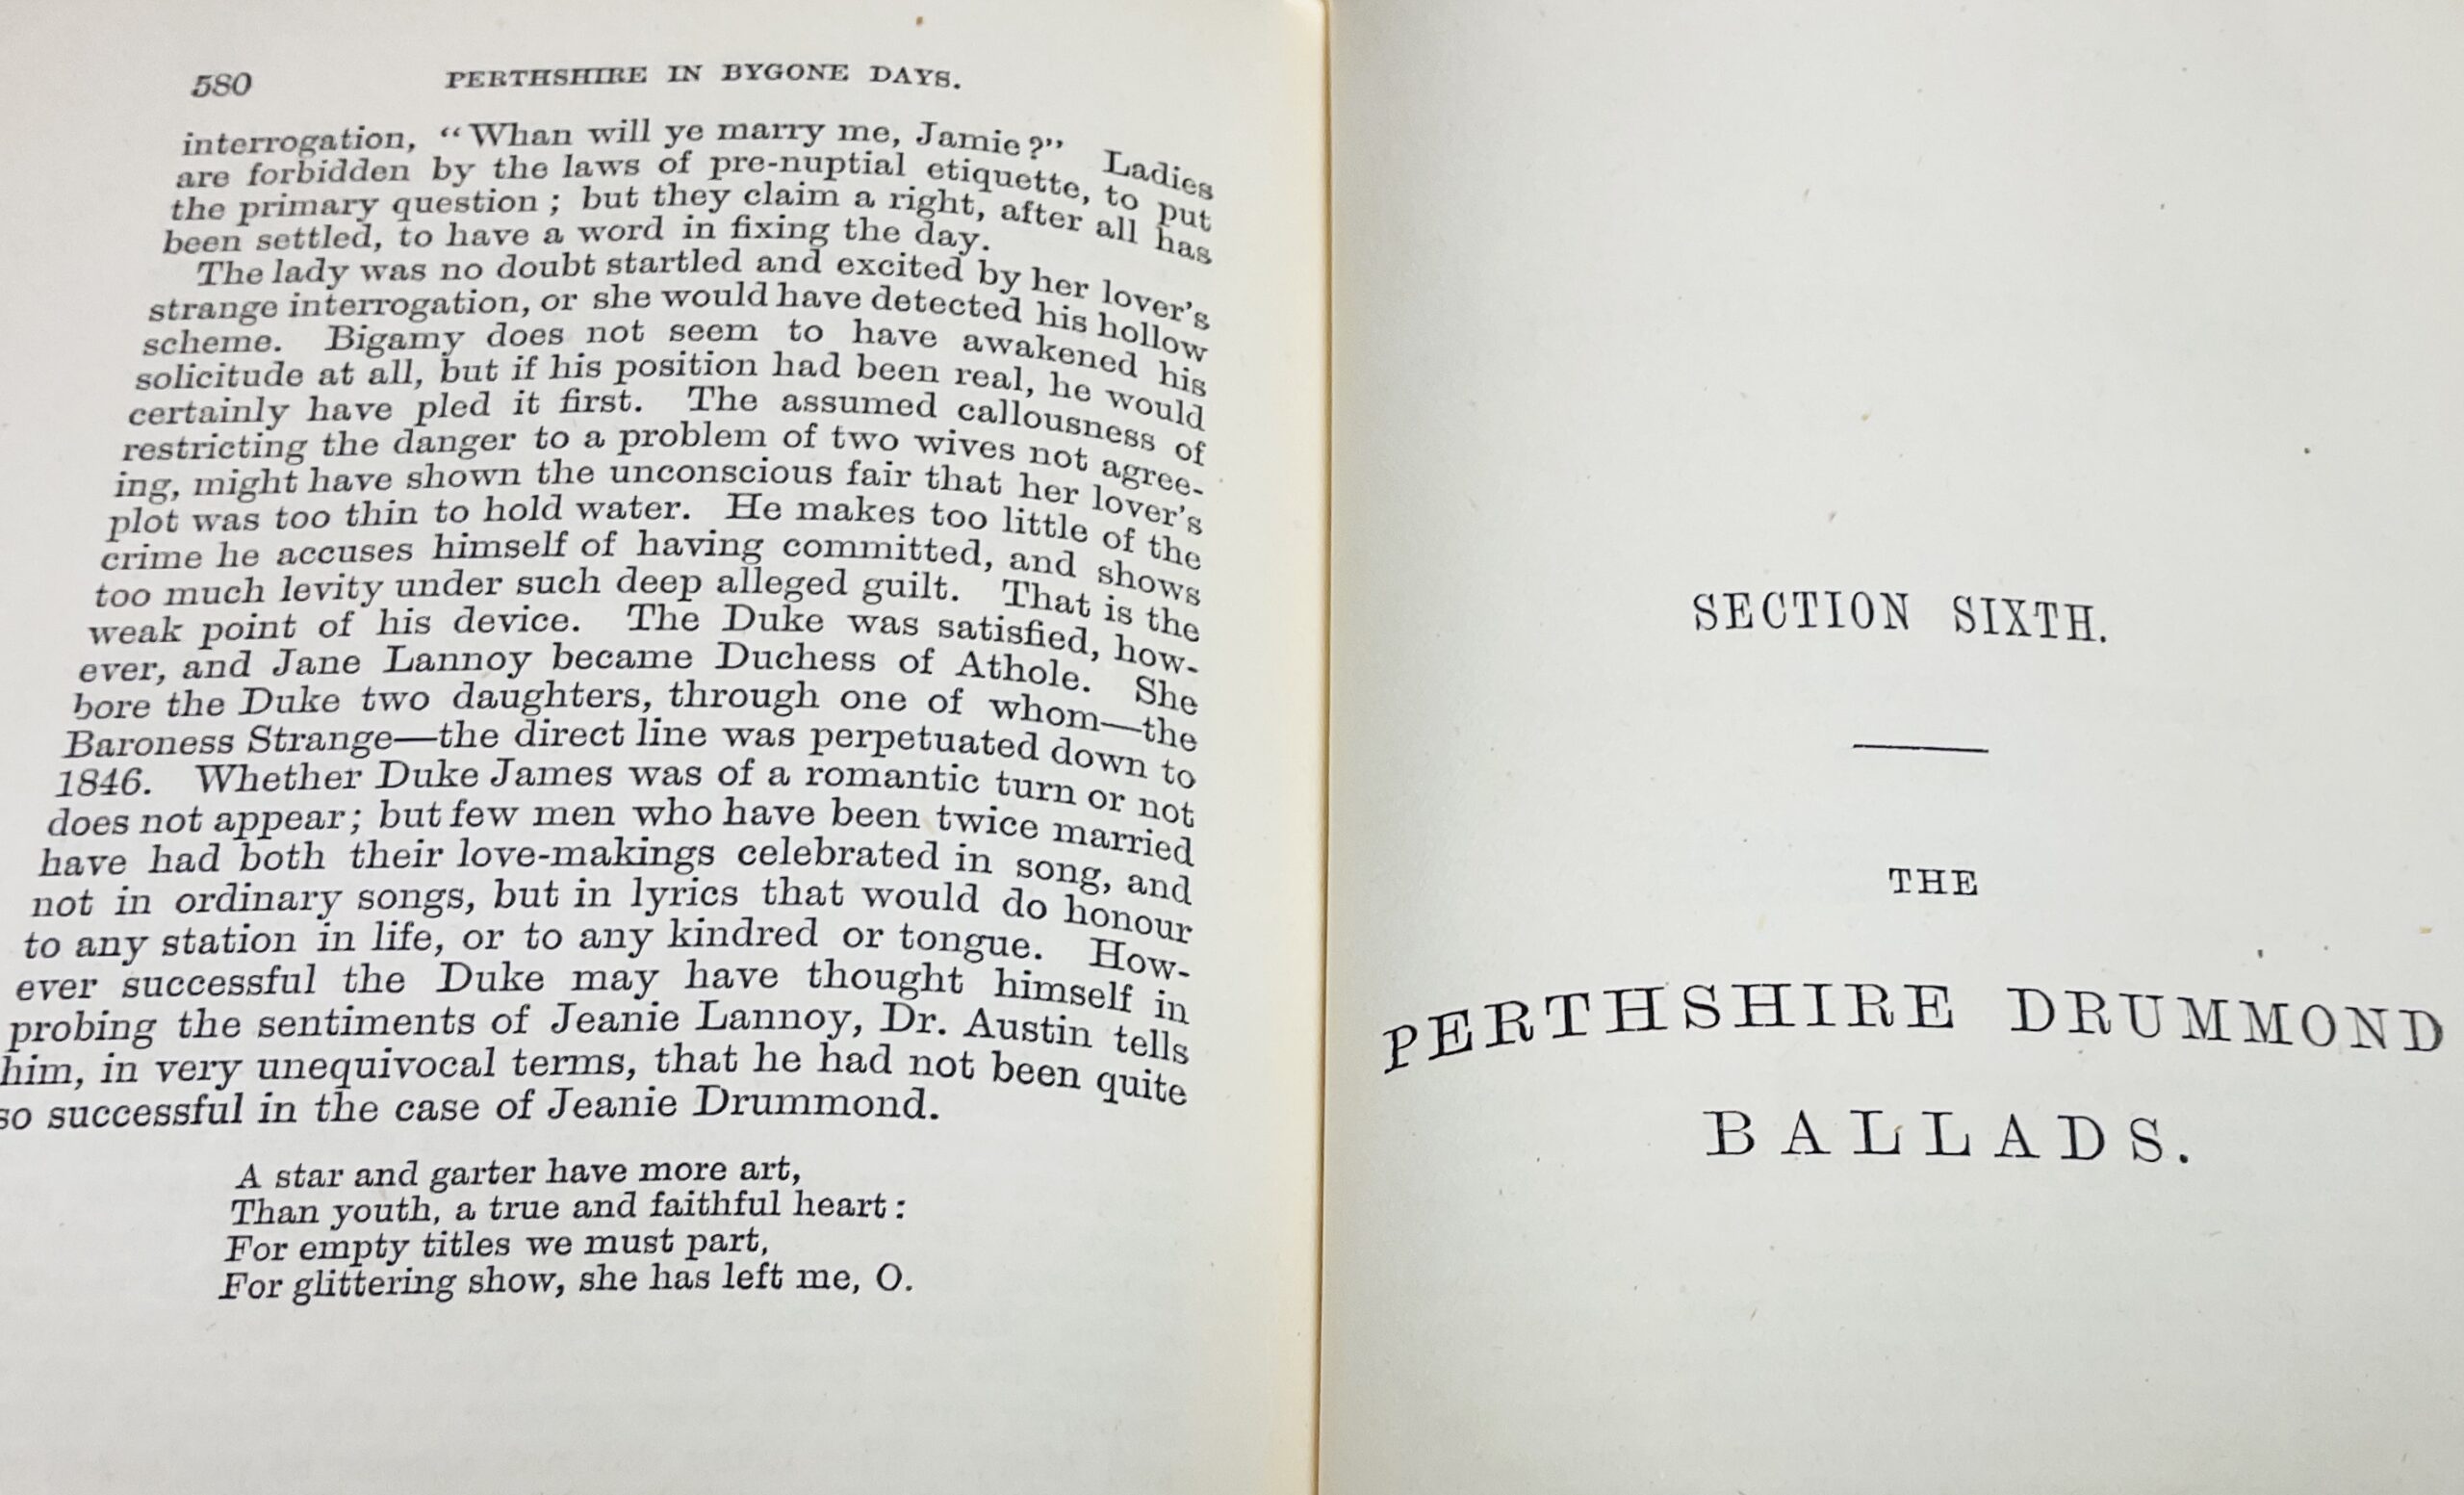 580 PERTHSHIRE IN BYGONE DAYS.
interrogation, “Whan will ye marry me, Jamie?” Ladies
are forbidden by the laws of pre-nuptial etiquette, to put
the primary question; but they claim a right, after all has
been settled, to have a word in fixing the day.
The lady was no doubt startled and excited by her lover's
strange interrogation, or she would have detected his hollow
scheme. Bigamy does not seem to have awakened his
solicitude at all, but if his position had been real, he would
certainly have pled it first. The assumed callousness of
restricting the danger to a problem of two wives not agree-
ing, might have shown the unconscious fair that her lover's
plot was too thin to hold water. He makes too little of the
crime he accuses himself of having committed, and shows
too much levity under such deep alleged guilt. That is the
weak point of his device. The Duke was satisfied, how-
ever, and Jane Lannoy became Duchess of Athole. She
bore the Duke two daughters, through one of whom—the
Baroness Strange—the direct line was perpetuated down to
1846. Whether Duke James was of a romantic turn or not
does not appear; but few men who have been twice married
have had both their love-makings celebrated in song, and
not in ordinary songs, but in lyrics that would do honour
to any station in life, or to any kindred or tongue. How-
ever successful the Duke may have thought himself in
probing the sentiments of Jeanie Lannoy, Dr. Austin tells
him, in very unequivocal terms, that he had not been quite
so successful in the case of Jeanie Drummond.
A star and garter have more art,
Than youth, a true and faithful heart:
For empty titles we must part,
For glittering show, she has left me, O.
SECTION SIXTH.
THE
PERTHSHIRE DRUMMOND
BALLADS.